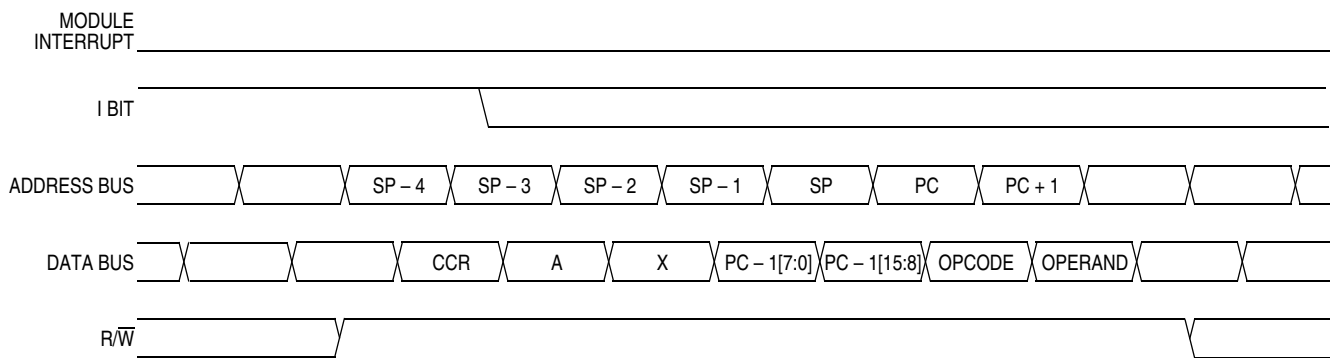 MODULE
INTERRUPT
I BIT
ADDRESS BUS SP – 4 SP – 3 SP – 2 SP – 1 SP PC PC + 1
DATA BUS CCR A X PC – 1[7:0] PC – 1[15:8] OPCODE OPERAND
R/W̅